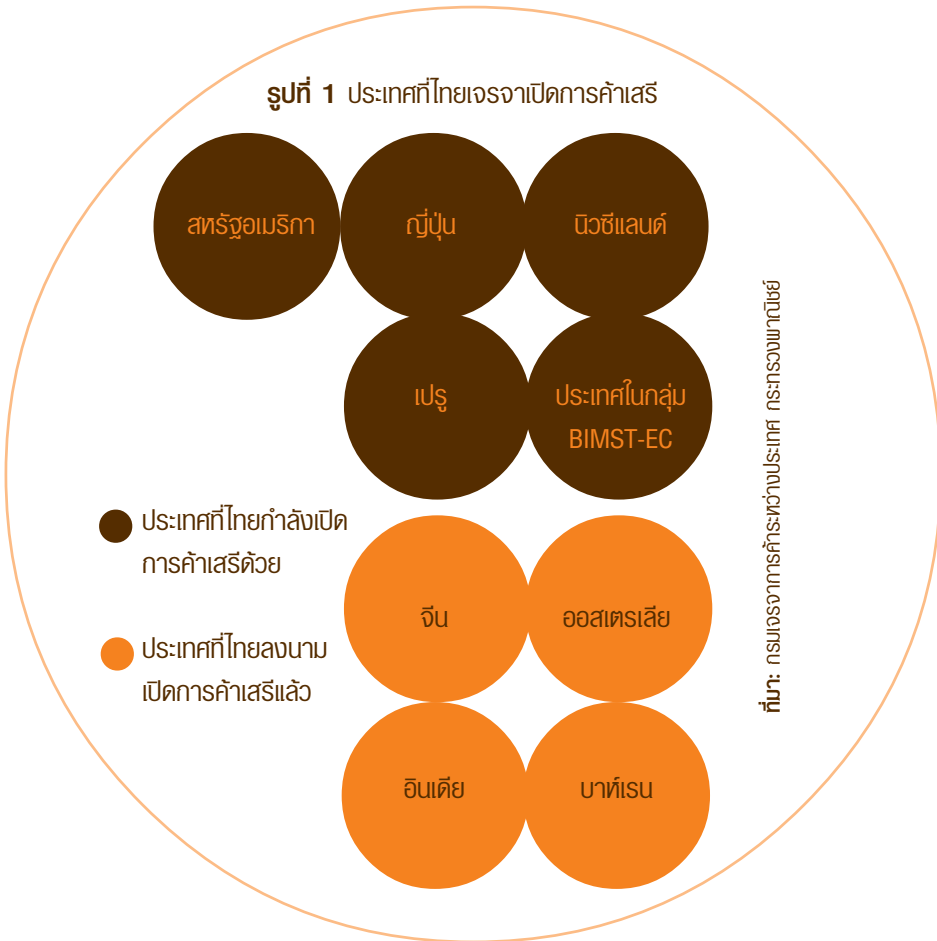 รูปที่ 1 ประเทศที่ไทยเจรจาเปิดการค้าเสรี
สหรัฐอเมริกา
ญี่ปุ่น
นิวซีแลนด์
เปรู
ประเทศในกลุ่ม
BIMST-EC
ประเทศที่ไทยกำลังเปิด
การค้าเสรีด้วย
จีน
ออสเตรเลีย
ประเทศที่ไทยลงนาม
เปิดการค้าเสรีแล้ว
อินเดีย
บาห์เรน
ที่มา: กรมเจรจาการค้าระหว่างประเทศ กระทรวงพาณิชย์